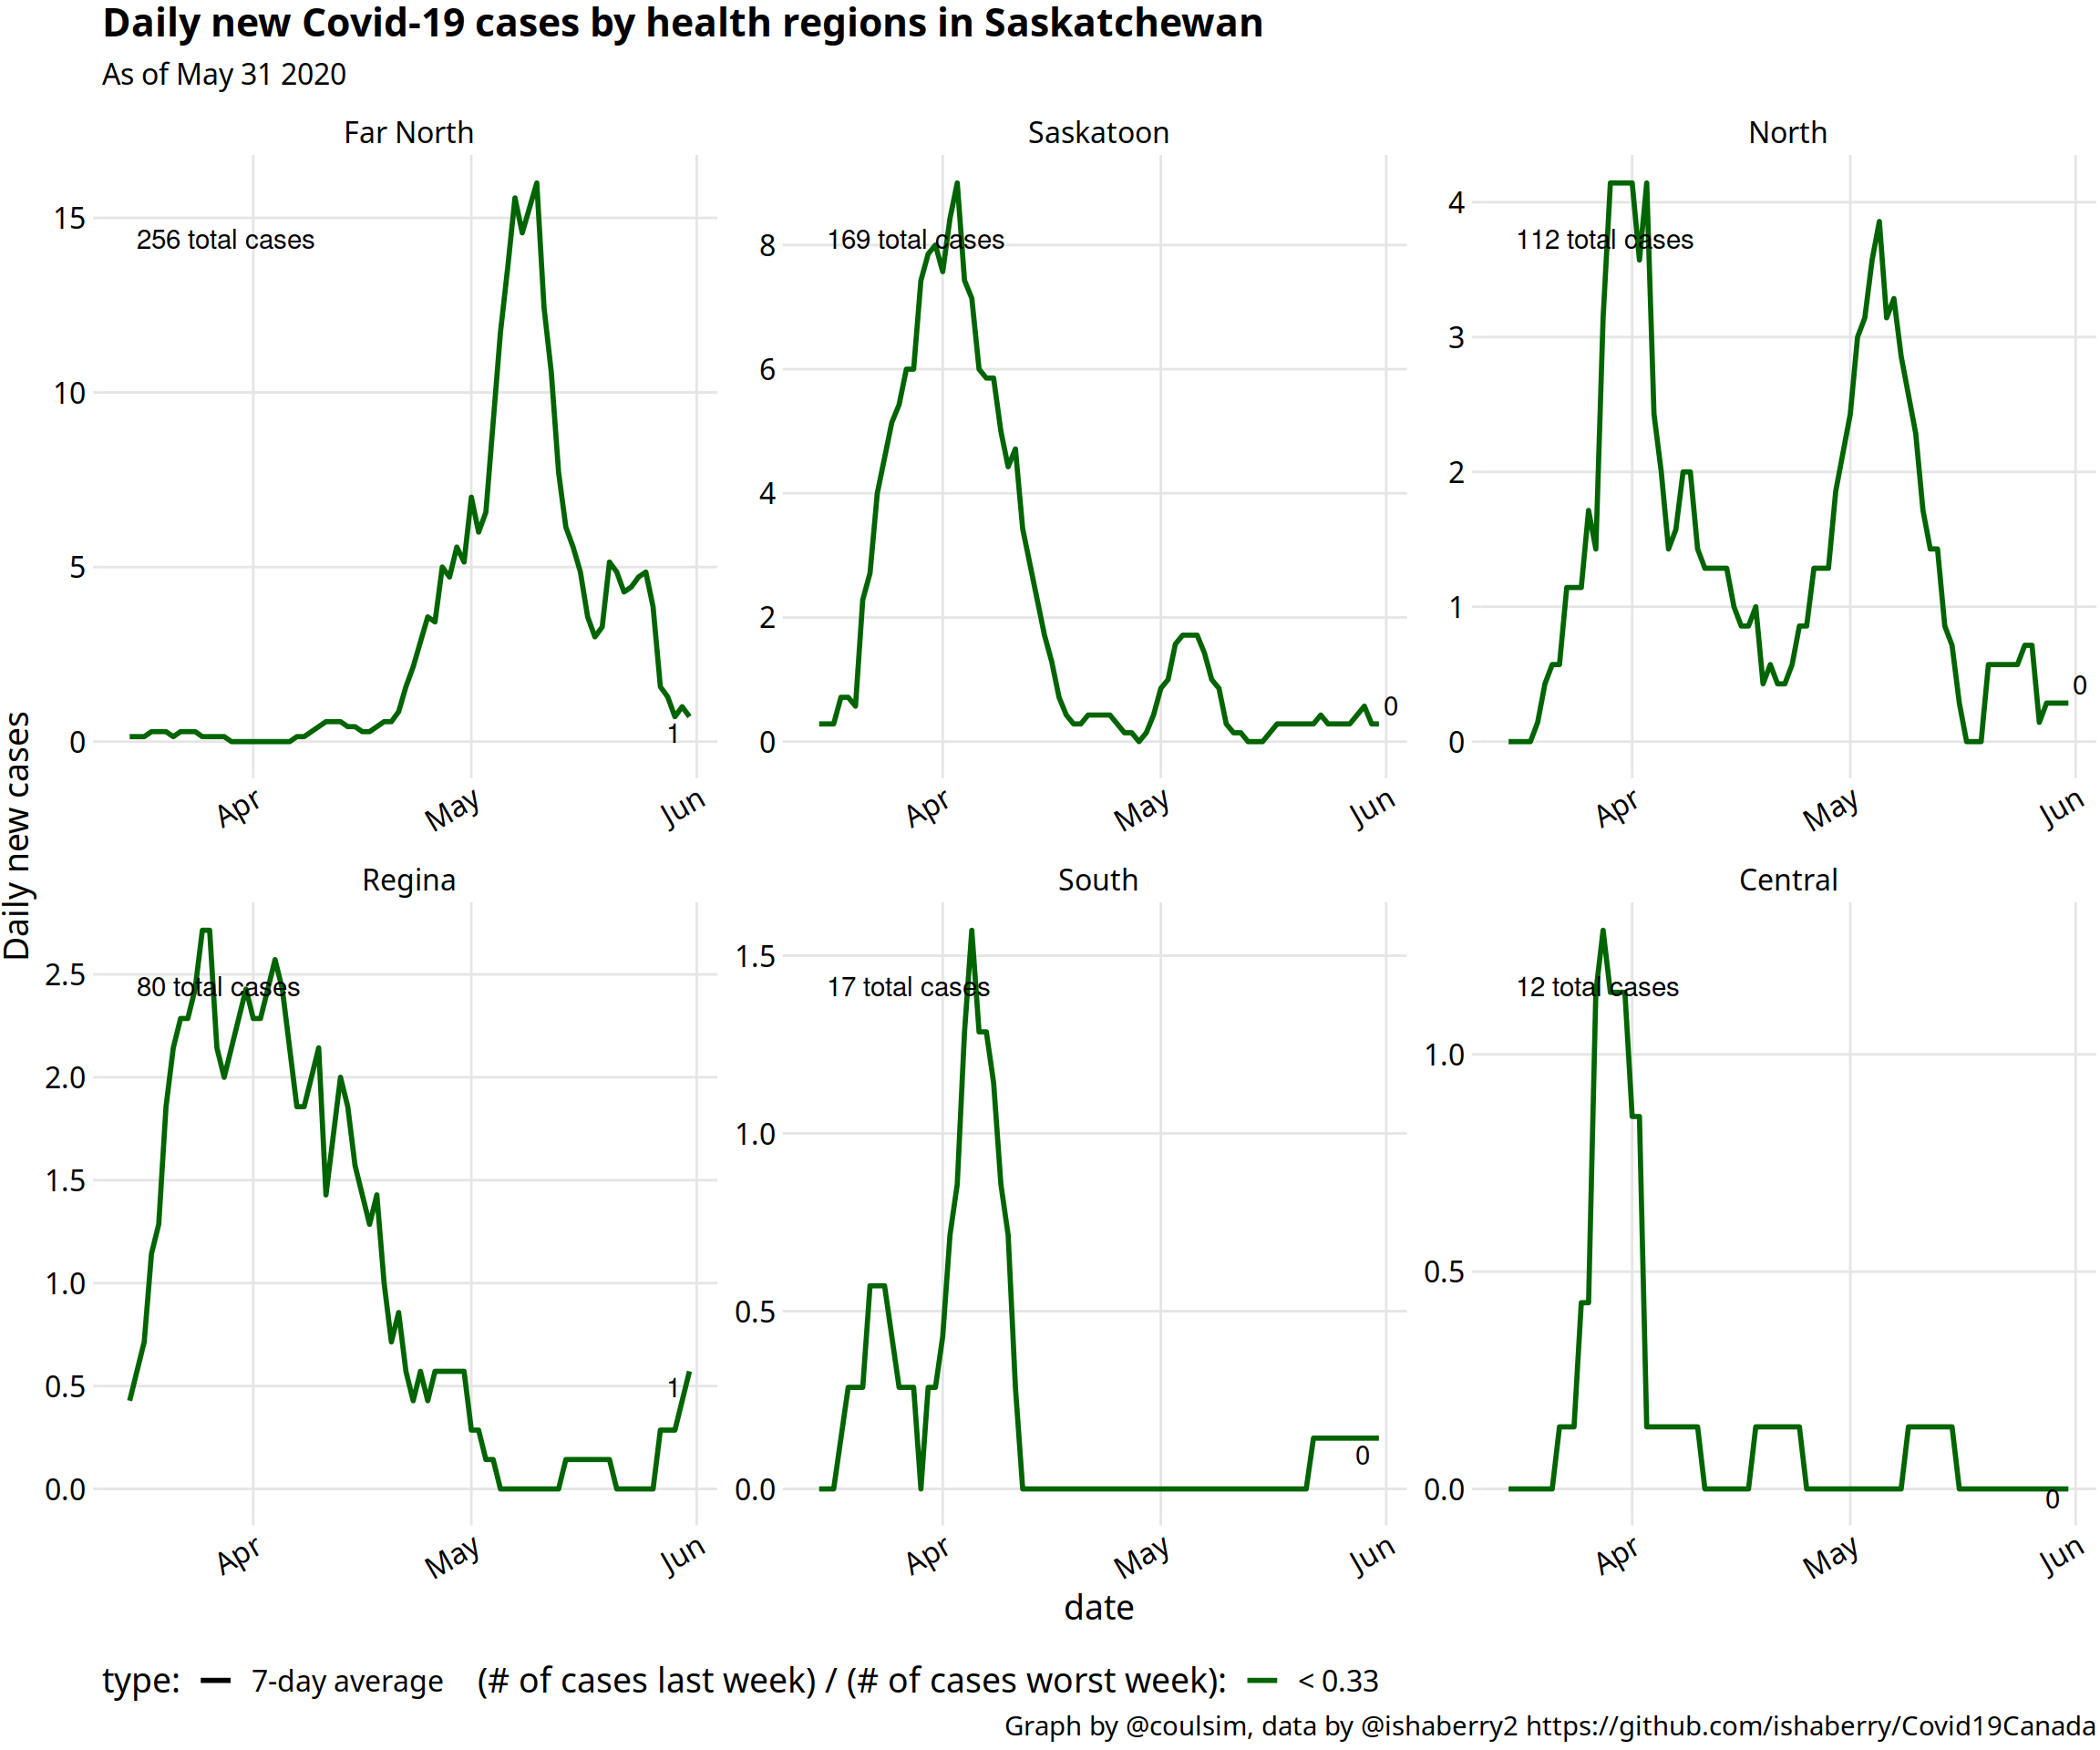 Daily new Covid-19 cases by health regions in Saskatchewan
As of May 31 2020
Far North
Saskatoon
North
15
10
5
0
256 total cases
1
8
6
4
2
0
169 total cases
0
4
3
2
1
0
112 total cases
0
Apr May Jun
Apr May Jun
Apr May Jun
Daily new cases
Regina
South
Central
2.5
2.0
1.5
1.0
0.5
0.0
80 total cases
1
1.5
1.0
0.5
0.0
17 total cases
0
1.0
0.5
0.0
12 total cases
0
Apr May Jun
Apr May Jun
Apr May Jun
date
type: 7-day average (# of cases last week) / (# of cases worst week): < 0.33
Graph by @coulsim, data by @ishaberry2 https://github.com/ishaberry/Covid19Canada